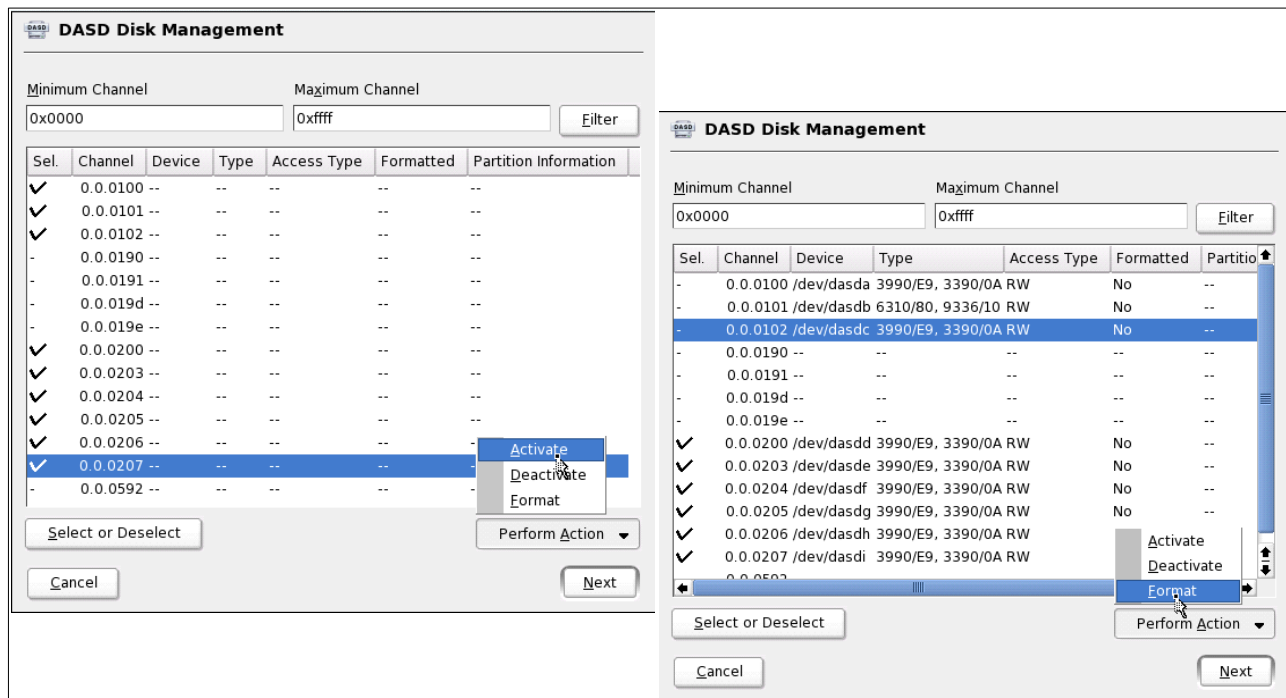 DASD Disk Management
Minimum Channel Maximum Channel
0x0000 0xffff Filter
Sel. Channel Device Type Access Type Formatted Partition Information
0.0.0100 -- -- -- -- --
0.0.0101 -- -- -- -- --
0.0.0102 -- -- -- -- --
- 0.0.0190 -- -- -- -- --
- 0.0.0191 -- -- -- -- --
- 0.0.019d -- -- -- -- --
- 0.0.019e -- -- -- -- --
0.0.0200 -- -- -- -- --
0.0.0203 -- -- -- -- --
0.0.0204 -- -- -- -- --
0.0.0205 -- -- -- -- --
0.0.0206 -- -- -- --
0.0.0207 -- -- -- --
- 0.0.0592 -- -- -- --
Activate
Deactivate
Format
Select or Deselect Perform Action
Cancel Next
DASD Disk Management
Minimum Channel Maximum Channel
0x0000 0xffff Filter
Sel. Channel Device Type Access Type Formatted Partitio
- 0.0.0100 /dev/dasda 3990/E9, 3390/0A RW No --
- 0.0.0101 /dev/dasdb 6310/80, 9336/10 RW No --
- 0.0.0102 /dev/dasdc 3990/E9, 3390/0A RW No --
- 0.0.0190 -- -- -- -- --
- 0.0.0191 -- -- -- -- --
- 0.0.019d -- -- -- -- --
- 0.0.019e -- -- -- -- --
0.0.0200 /dev/dasdd 3990/E9, 3390/0A RW No --
0.0.0203 /dev/dasde 3990/E9, 3390/0A RW No --
0.0.0204 /dev/dasdf 3990/E9, 3390/0A RW No --
0.0.0205 /dev/dasdg 3990/E9, 3390/0A RW No --
0.0.0206 /dev/dasdh 3990/E9, 3390/0A RW
0.0.0207 /dev/dasdi 3990/E9, 3390/0A RW
Activate
Deactivate
Format
Select or Deselect Perform Action
Cancel Next